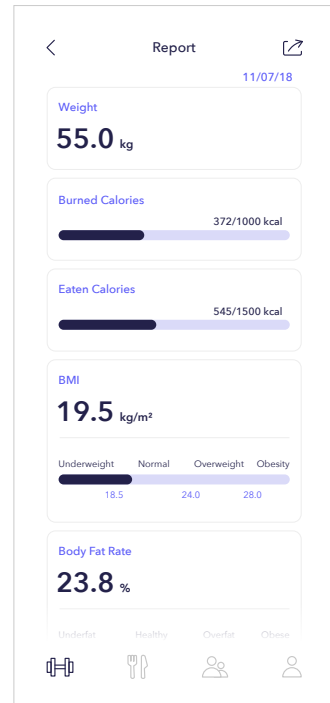 Report
11/07/18
Weight
55.0 kg
Burned Calories
372/1000 kcal
Eaten Calories
545/1500 kcal
BMI
19.5 kg/m²
Underweight Normal Overweight Obesity
18.5 24.0 28.0
Body Fat Rate
23.8 %
Underfat Healthy Overfat Obese